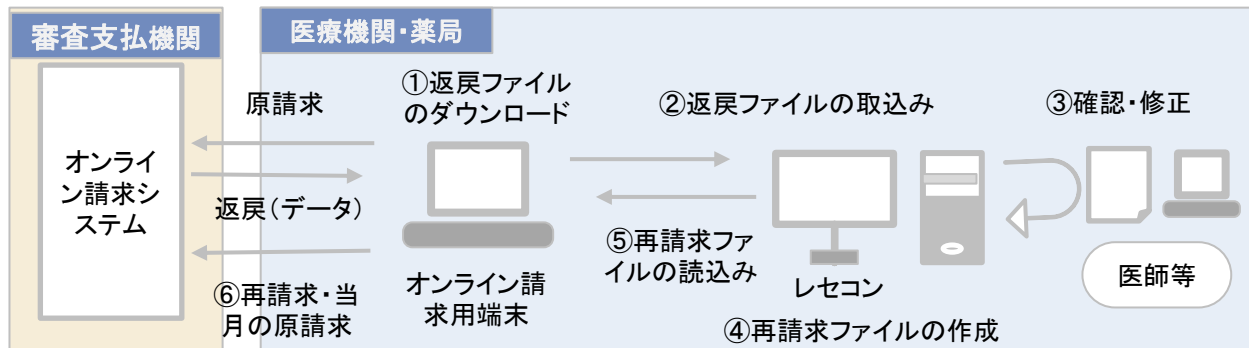 審査支払機関
医療機関・薬局
オンライ
ン請求シ
ステム
原請求
返戻(データ)
⑥再請求・当
月の原請求
①返戻ファイル
のダウンロード
オンライン請
求用端末
②返戻ファイルの取込み
⑤再請求ファ
イルの読込み
レセコン
④再請求ファイルの作成
③確認・修正
医師等